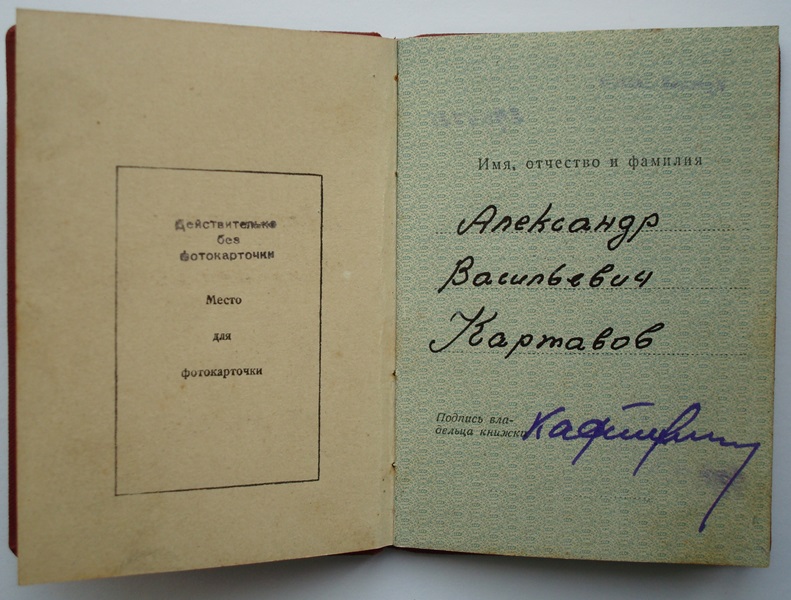 Действительно
без
фотокарточки
Место
для
фотокарточки
Имя, отчество и фамилия
Александр
Васильевич
Картавов
Подпись вла-
дельца книжки